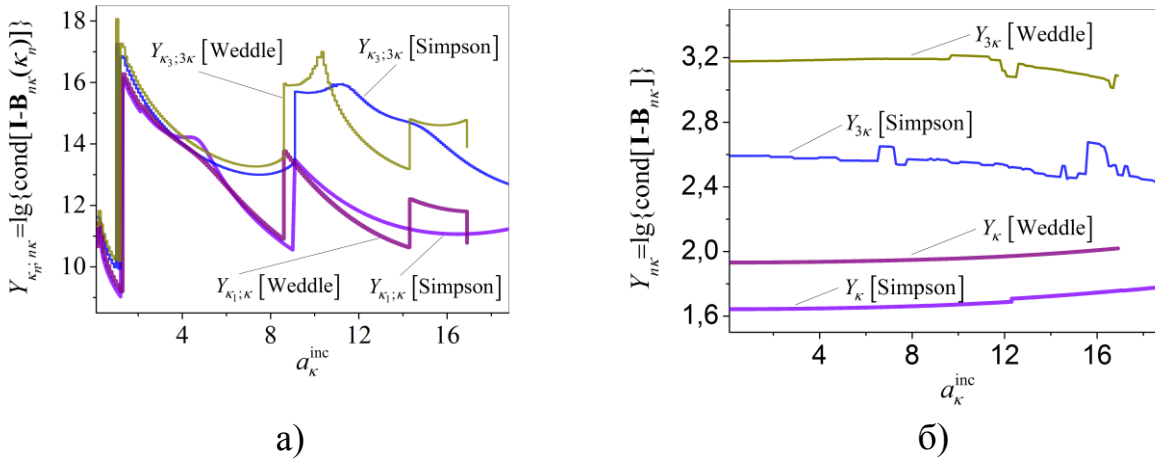 18
16
14
12
10
4
8
12
16
Y_{κ_n; nκ}=lg{cond[I-B_{nκ}(κ_n)]}
a_κ^{inc}
Y_{κ_3;3κ} [Weddle]
Y_{κ_3;3κ} [Simpson]
Y_{κ_1;κ} [Weddle]
Y_{κ_1;κ} [Simpson]
а)
3,2
2,8
2,4
2,0
1,6
4
8
12
16
Y_{nκ}=lg{cond[I-B_{nκ}]}
a_κ^{inc}
Y_{3κ} [Weddle]
Y_{3κ} [Simpson]
Y_κ [Weddle]
Y_κ [Simpson]
б)